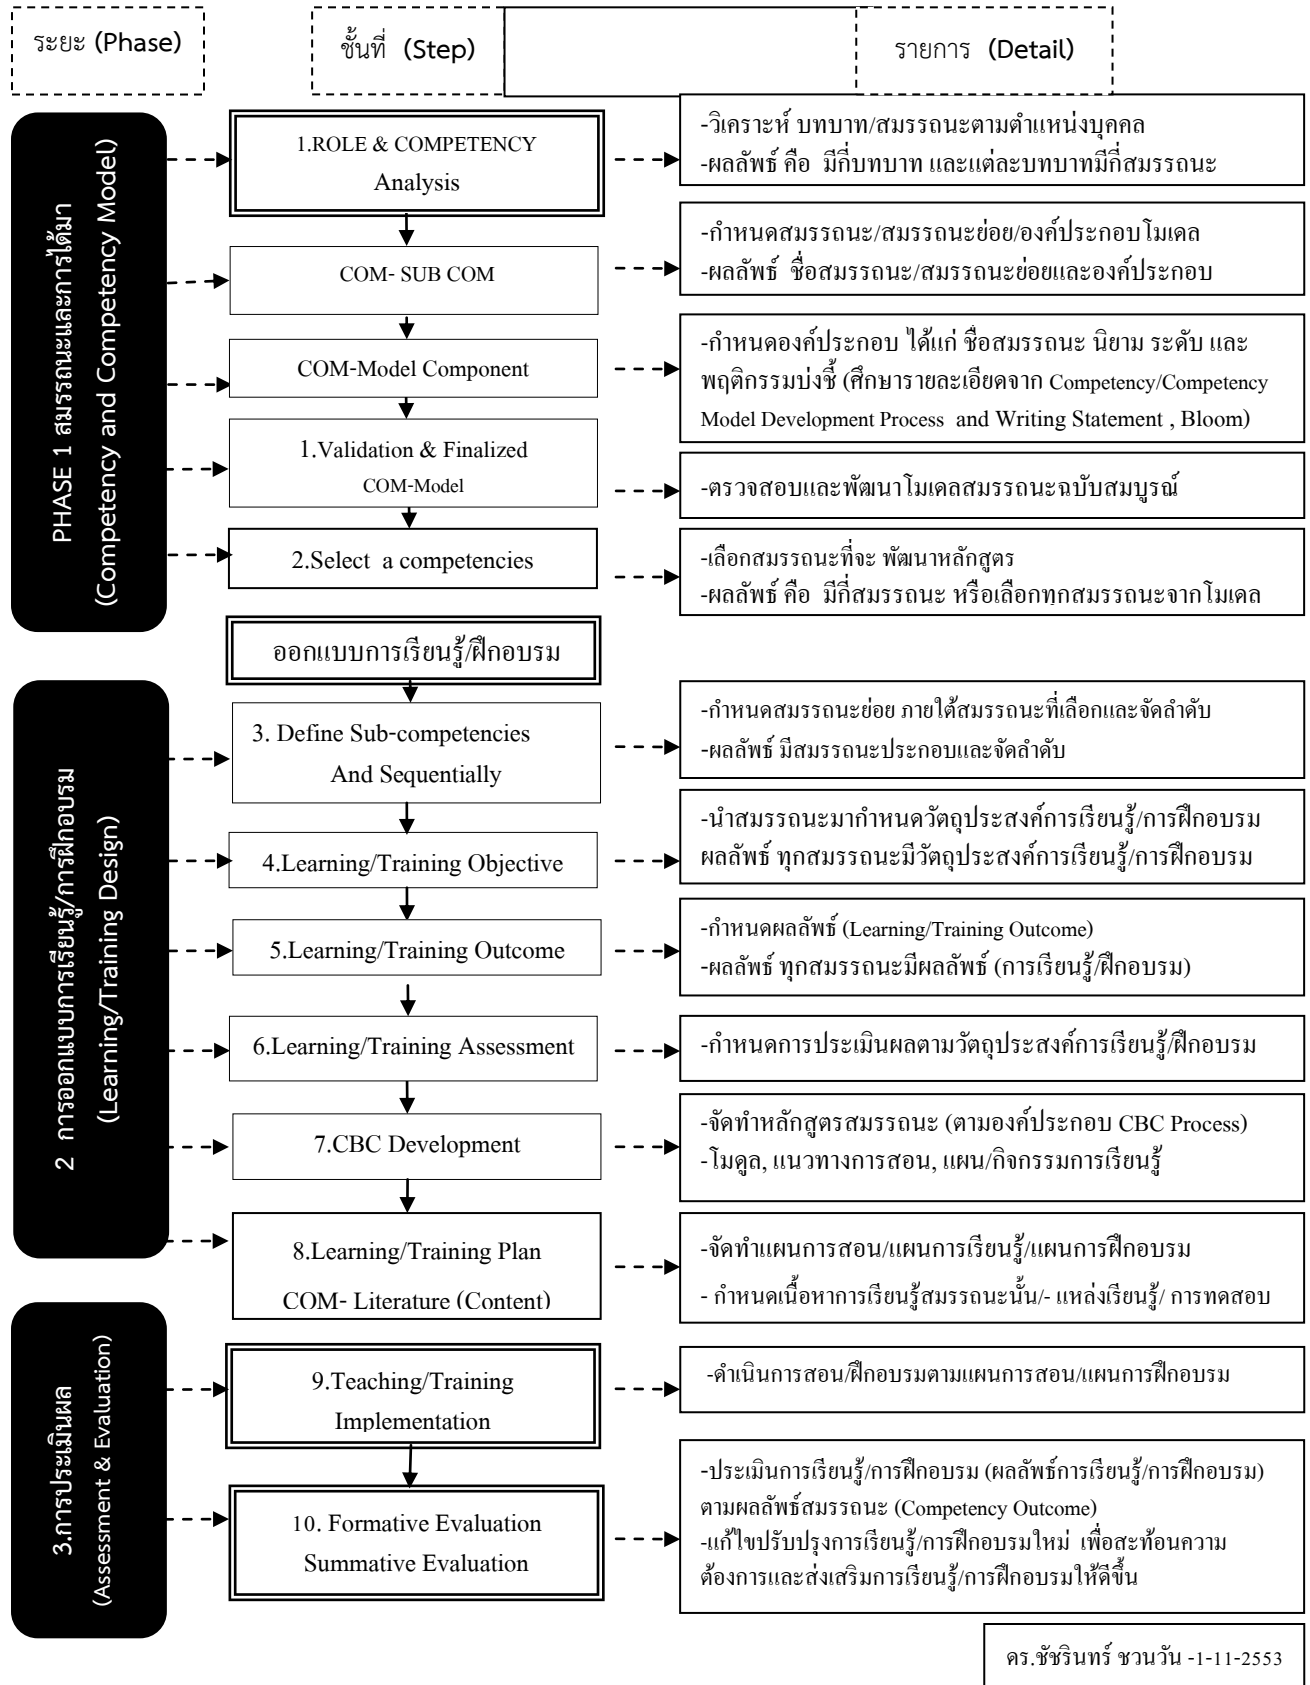 ระยะ (Phase)
ชั้นที่ (Step)
รายการ (Detail)
PHASE 1 สมรรถนะและการได้มา
(Competency and Competency Model)
1.ROLE & COMPETENCY
Analysis
-วิเคราะห์ บทบาท/สมรรถนะตามตำแหน่งบุคคล
-ผลลัพธ์ คือ มีกี่บทบาท และแต่ละบทบาทมีกี่สมรรถนะ
COM- SUB COM
-กำหนดสมรรถนะ/สมรรถนะย่อย/องค์ประกอบโมเดล
-ผลลัพธ์ ชื่อสมรรถนะ/สมรรถนะย่อยและองค์ประกอบ
COM-Model Component
-กำหนดองค์ประกอบ ได้แก่ ชื่อสมรรถนะ นิยาม ระดับ และ
พฤติกรรมบ่งชี้ (ศึกษารายละเอียดจาก Competency/Competency
Model Development Process and Writing Statement , Bloom)
1.Validation & Finalized
COM-Model
-ตรวจสอบและพัฒนาโมเดลสมรรถนะฉบับสมบูรณ์
2.Select a competencies
-เลือกสมรรถนะที่จะ พัฒนาหลักสูตร
-ผลลัพธ์ คือ มีกี่สมรรถนะ หรือเลือกทุกสมรรถนะจากโมเดล
ออกแบบการเรียนรู้/ฝึกอบรม
2 การออกแบบการเรียนรู้/การฝึกอบรม
(Learning/Training Design)
3. Define Sub-competencies
And Sequentially
-กำหนดสมรรถนะย่อย ภายใต้สมรรถนะที่เลือกและจัดลำดับ
-ผลลัพธ์ มีสมรรถนะประกอบและจัดลำดับ
4.Learning/Training Objective
-นำสมรรถนะมากำหนดวัตถุประสงค์การเรียนรู้/การฝึกอบรม
ผลลัพธ์ ทุกสมรรถนะมีวัตถุประสงค์การเรียนรู้/การฝึกอบรม
5.Learning/Training Outcome
-กำหนดผลลัพธ์ (Learning/Training Outcome)
-ผลลัพธ์ ทุกสมรรถนะมีผลลัพธ์ (การเรียนรู้/ฝึกอบรม)
6.Learning/Training Assessment
-กำหนดการประเมินผลตามวัตถุประสงค์การเรียนรู้/ฝึกอบรม
7.CBC Development
-จัดทำหลักสูตรสมรรถนะ (ตามองค์ประกอบ CBC Process)
-โมดูล, แนวทางการสอน, แผน/กิจกรรมการเรียนรู้
8.Learning/Training Plan
COM- Literature (Content)
-จัดทำแผนการสอน/แผนการเรียนรู้/แผนการฝึกอบรม
- กำหนดเนื้อหาการเรียนรู้สมรรถนะนั้น/- แหล่งเรียนรู้/ การทดสอบ
3.การประเมินผล
(Assessment & Evaluation)
9.Teaching/Training
Implementation
-ดำเนินการสอน/ฝึกอบรมตามแผนการสอน/แผนการฝึกอบรม
10. Formative Evaluation
Summative Evaluation
-ประเมินการเรียนรู้/การฝึกอบรม (ผลลัพธ์การเรียนรู้/การฝึกอบรม)
ตามผลลัพธ์สมรรถนะ (Competency Outcome)
-แก้ไขปรับปรุงการเรียนรู้/การฝึกอบรมใหม่ เพื่อสะท้อนความ
ต้องการและส่งเสริมการเรียนรู้/การฝึกอบรมให้ดีขึ้น
ดร.ชัชรินทร์ ชวนวัน -1-11-2553